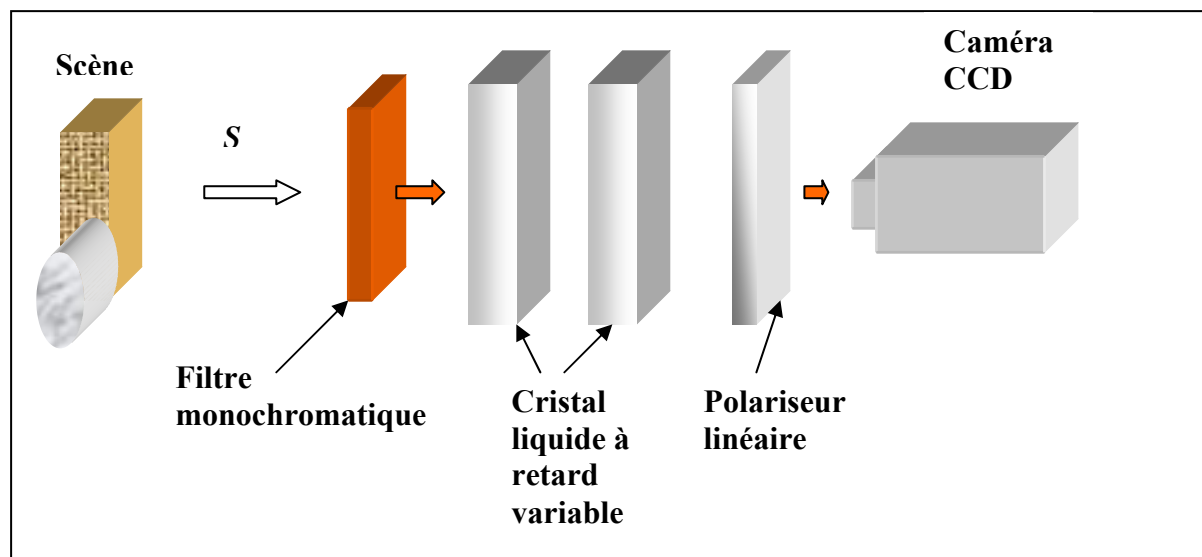 Scène
S
Caméra
CCD
Filtre
monochromatique
Cristal
liquide à
retard
variable
Polariseur
linéaire